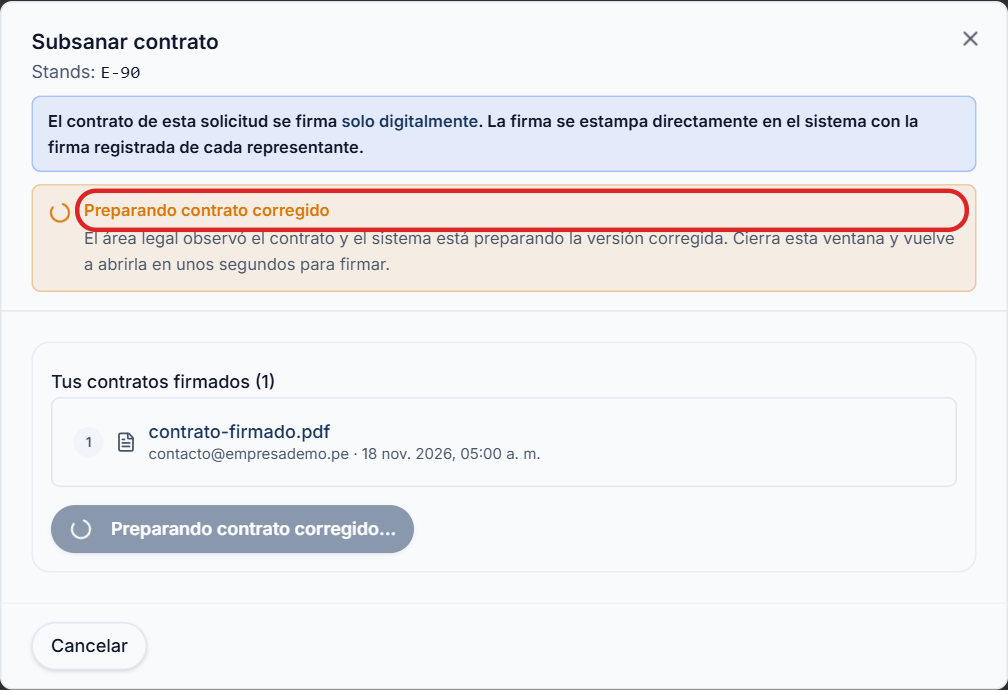 Subsanar contrato
Stands: E-90
El contrato de esta solicitud se firma solo digitalmente. La firma se estampa directamente en el sistema con la
firma registrada de cada representante.
Preparando contrato corregido
El área legal observó el contrato y el sistema está preparando la versión corregida. Cierra esta ventana y vuelve
a abrirla en unos segundos para firmar.
Tus contratos firmados (1)
1
contrato-firmado.pdf
contacto@empresademo.pe · 18 nov. 2026, 05:00 a. m.
Preparando contrato corregido...
Cancelar